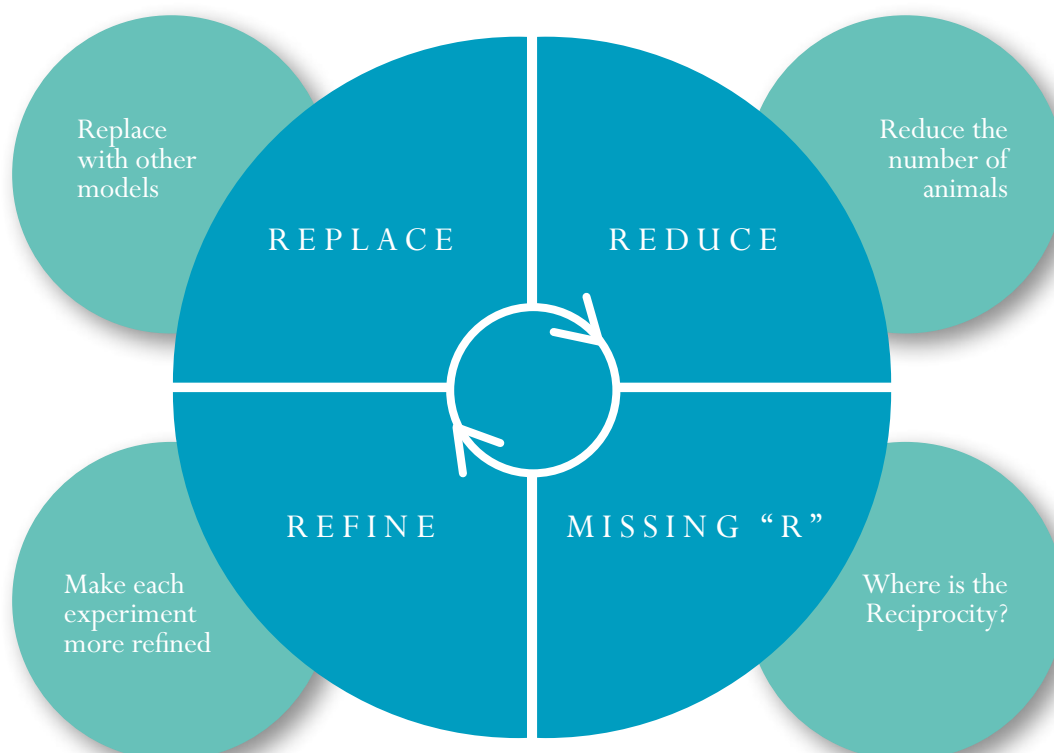 Replace
with other
models
Reduce the
number of
animals
REPLACE
REDUCE
REFINE
MISSING “R”
Make each
experiment
more refined
Where is the
Reciprocity?